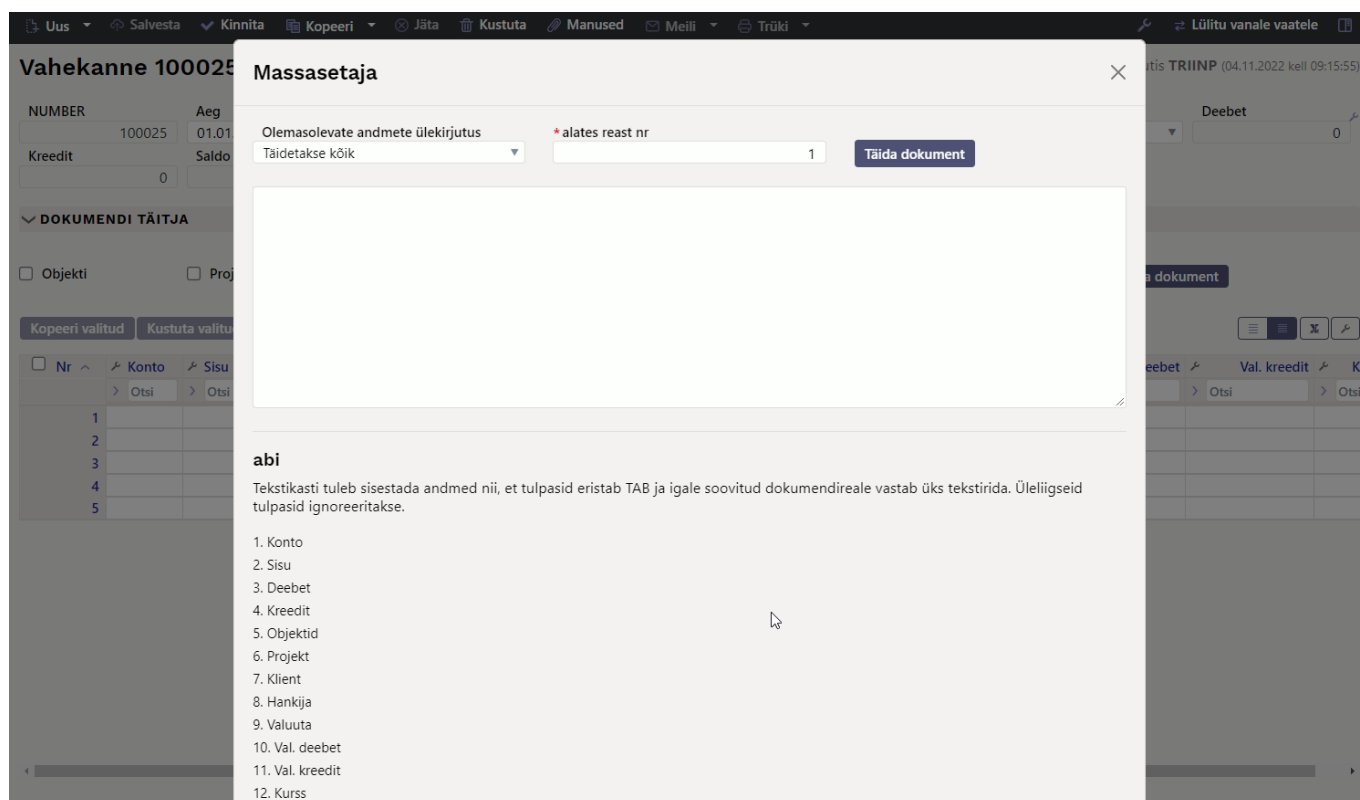 Uus Salvesta Kinnita Kopeeri Jäta Kustuta Manused Meili Trüki Lülitu vanale vaatele
Vahekanne 100025
TRIINP (04.11.2022 kell 09:15:55)
NUMBER Aeg Deebet
100025 01.01 0
Kreedit Saldo
0
DOKUMENDI TÄITJA
Objekti
dokument
Kopeeri valitud Kustuta
Nr Konto Sisu Val. kreedit
Otsi Otsi Otsi Otsi
1
2
3
4
5
Massasetaja
Olemasolevate andmete ülekirjutus * alates reast nr
Täidetakse kõik 1 Täida dokument
abi
Tekstikasti tuleb sisestada andmed nii, et tulpasid eristab TAB ja igale soovitud dokumendireale vastab üks tekstirida. Üleliigseid
tulpasid ignoreeritakse.
1. Konto
2. Sisu
3. Deebet
4. Kreedit
5. Objektid
6. Projekt
7. Klient
8. Hankija
9. Valuuta
10. Val. deebet
11. Val. kreedit
12. Kurss